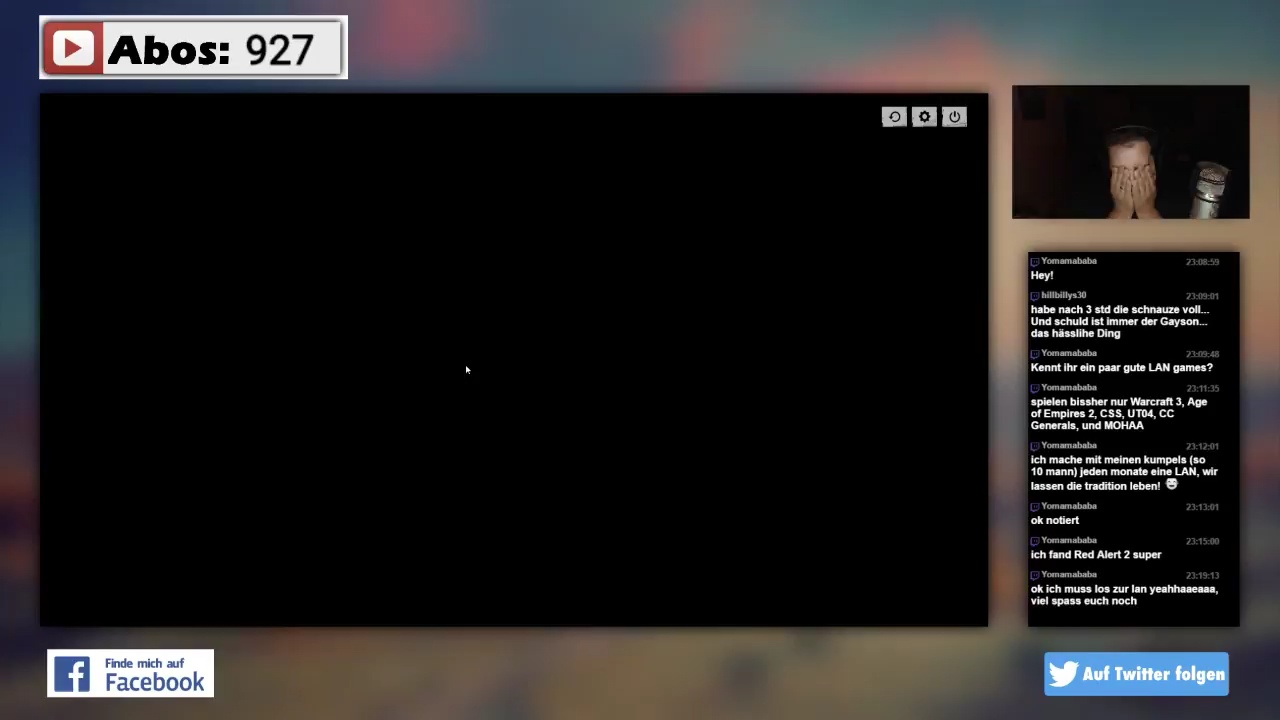 Abos: 927
Yomamababa 23:08:59
Hey!
hillbillys30 23:09:01
habe nach 3 std die schnauze voll...
Und schuld ist immer der Gayson...
das hässlihe Ding
Yomamababa 23:09:48
Kennt ihr ein paar gute LAN games?
Yomamababa 23:11:35
spielen bissher nur Warcraft 3, Age
of Empires 2, CSS, UT04, CC
Generals, und MOHAA
Yomamababa 23:12:01
ich mache mit meinen kumpels (so
10 mann) jeden monate eine LAN, wir
lassen die tradition leben!
Yomamababa 23:13:01
ok notiert
Yomamababa 23:15:00
ich fand Red Alert 2 super
Yomamababa 23:19:13
ok ich muss los zur lan yeahhaaeaaa,
viel spass euch noch
Finde mich auf
Facebook
Auf Twitter folgen